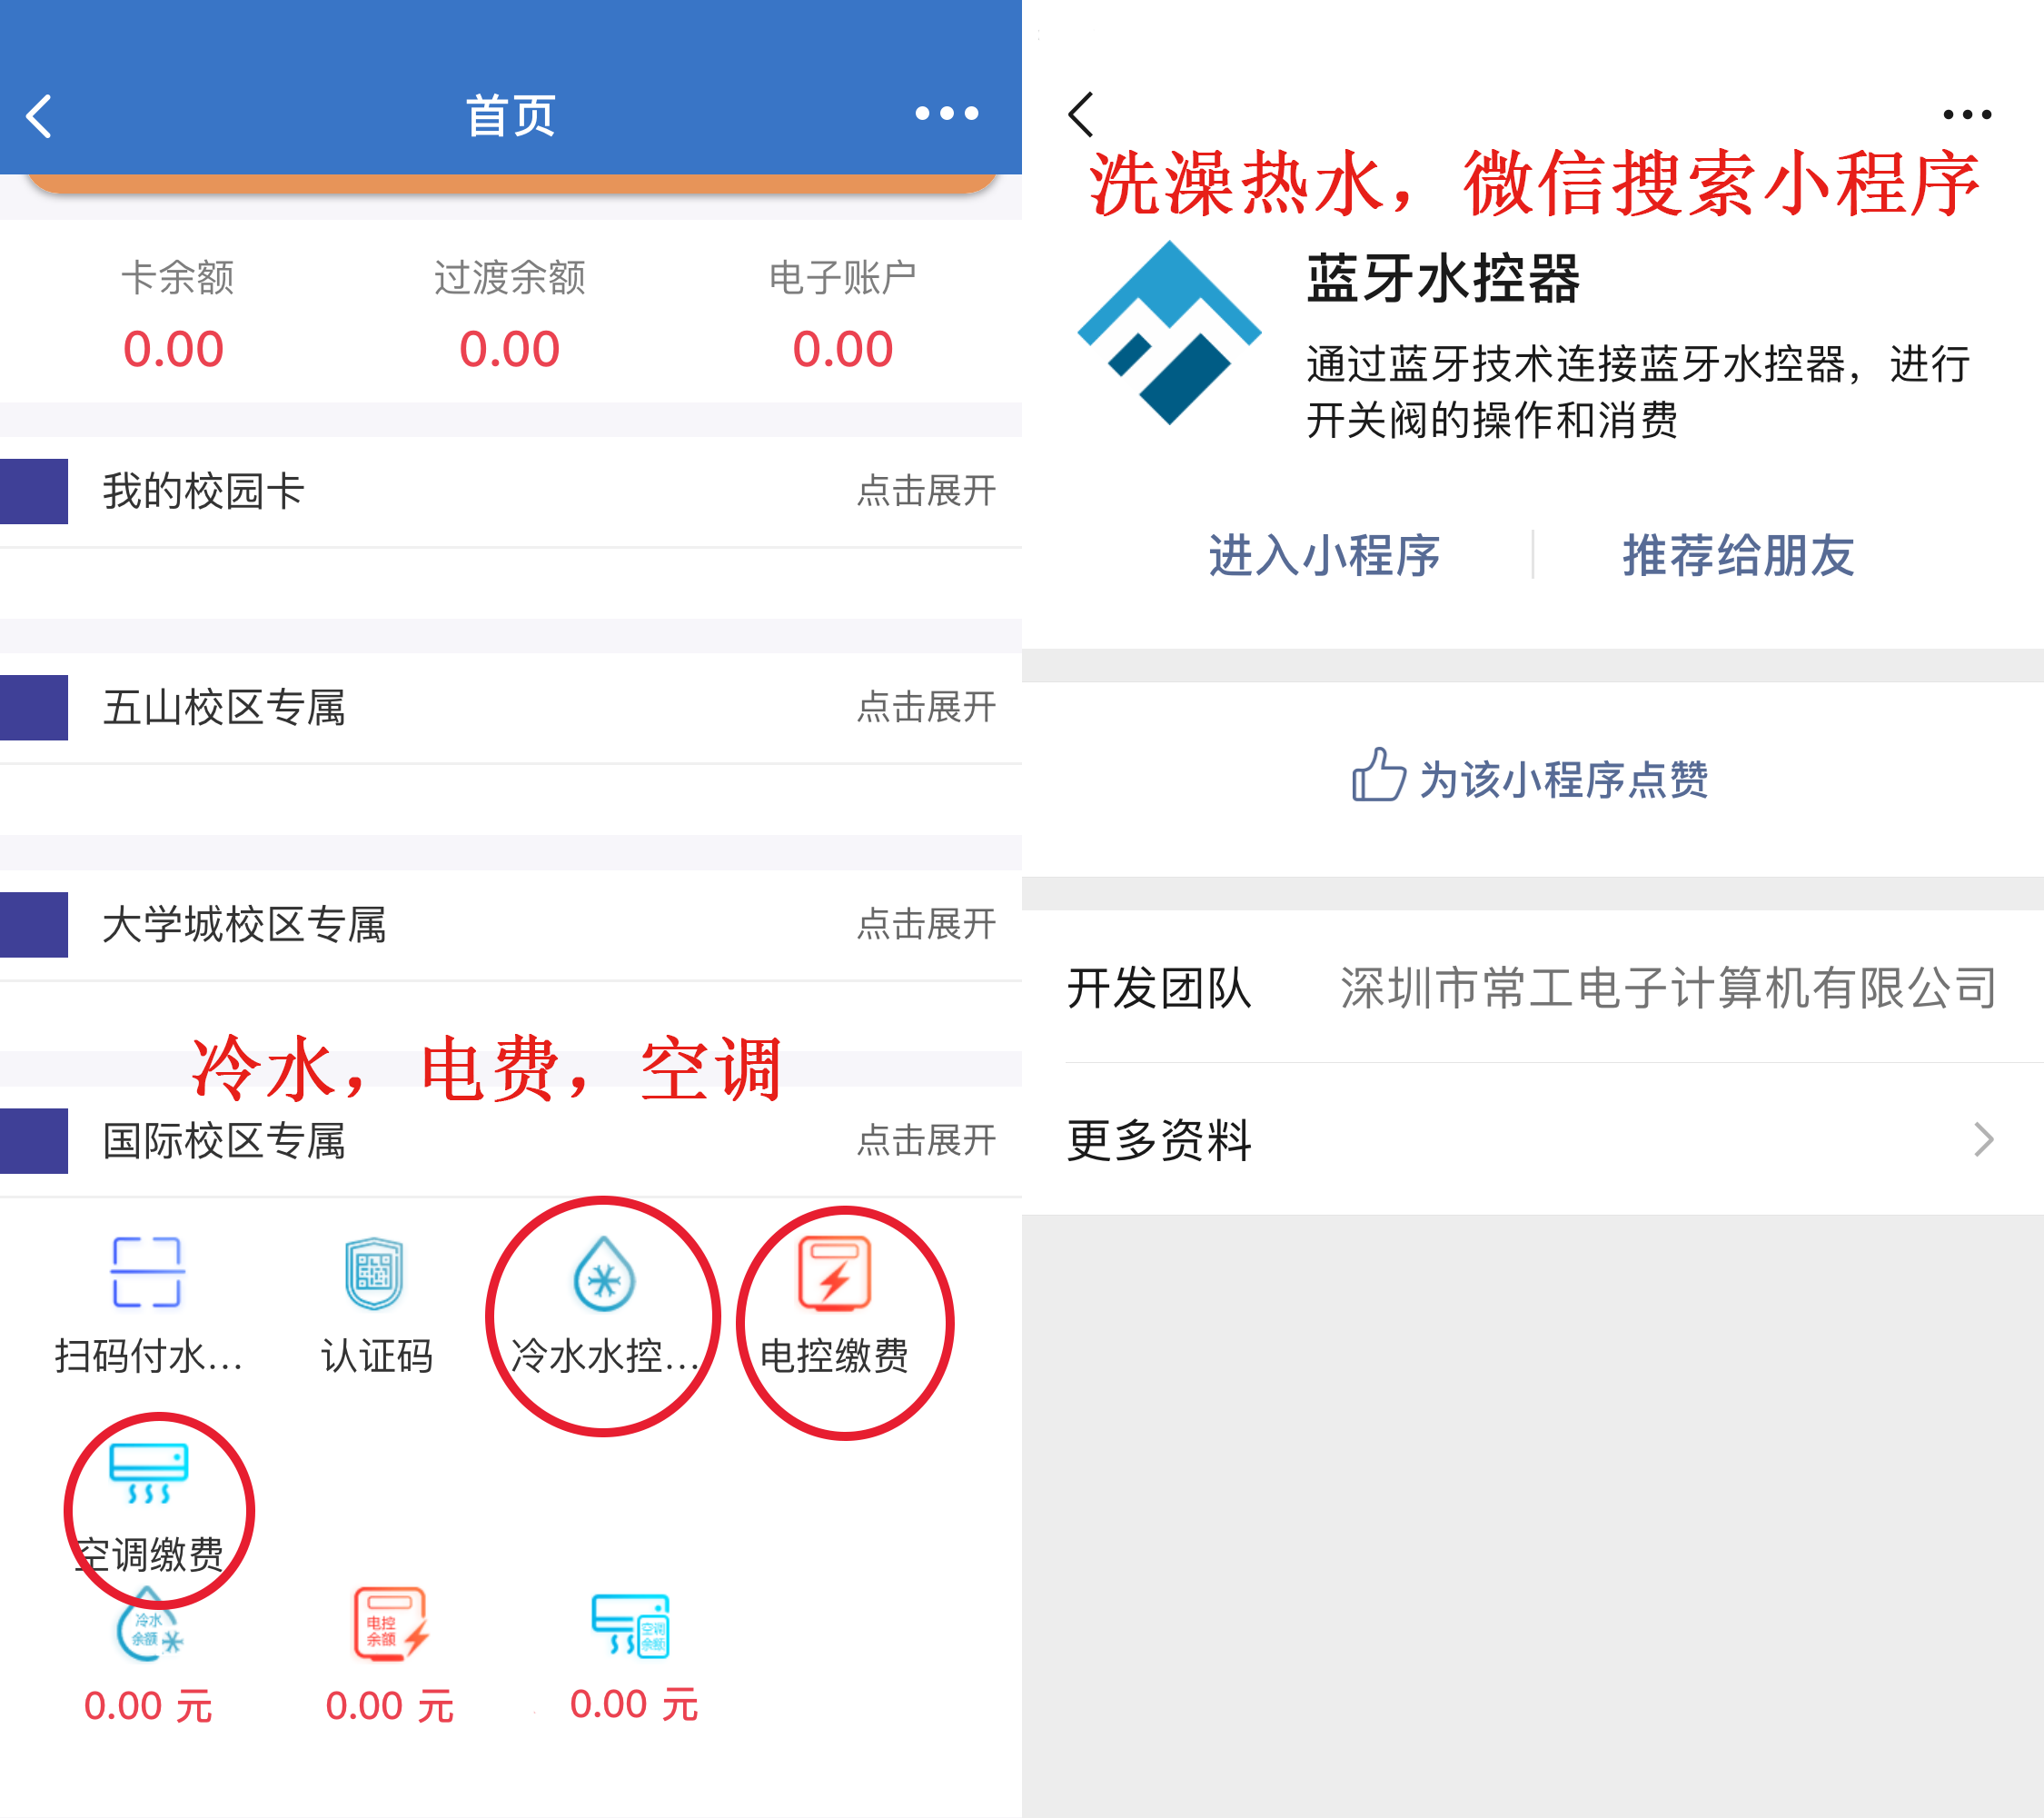 首页
卡余额
过渡余额
电子账户
0.00
0.00
0.00
我的校园卡
点击展开
五山校区专属
点击展开
大学城校区专属
点击展开
冷水，电费，空调
国际校区专属
点击展开
扫码付水...
认证码
冷水水控...
电控缴费
空调缴费
冷水
余额
电控
余额
空调
余额
0.00 元
0.00 元
0.00 元
洗澡热水，微信搜索小程序
蓝牙水控器
通过蓝牙技术连接蓝牙水控器，进行
开关阀的操作和消费
进入小程序
推荐给朋友
为该小程序点赞
开发团队
深圳市常工电子计算机有限公司
更多资料